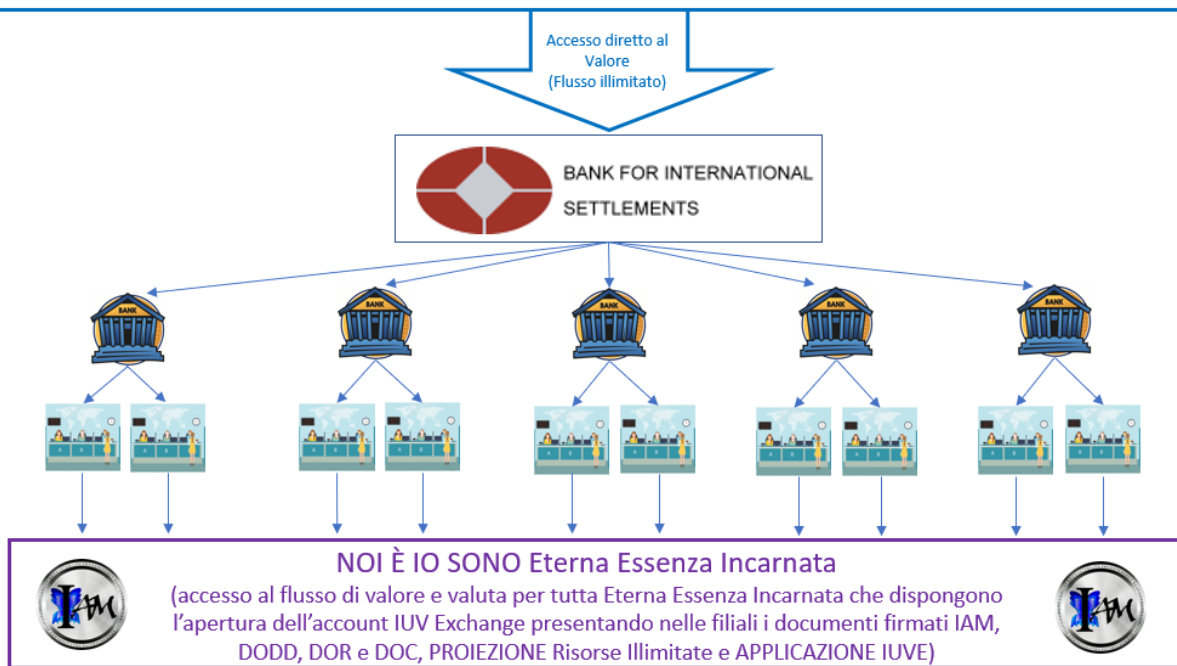 Accesso diretto al
Valore
(Flusso illimitato)
BANK FOR INTERNATIONAL
SETTLEMENTS
BANK
BANK
BANK
BANK
BANK
A B
A B
A B
A B
A B
A B
A B
A B
A B
A B
NOI È IO SONO Eterna Essenza Incarnata
(accesso al flusso di valore e valuta per tutta Eterna Essenza Incarnata che dispongono
l’apertura dell’account IUV Exchange presentando nelle filiali i documenti firmati IAM,
DODD, DOR e DOC, PROIEZIONE Risorse Illimitate e APPLICAZIONE IUVE)
I AM
I AM